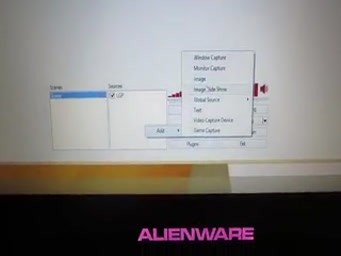 Window Capture
Monitor Capture
Image
Image Slide Show
Global Source
Text
Video Capture Device
Game Capture
Add
Sources:
Plugins
ALIENWARE